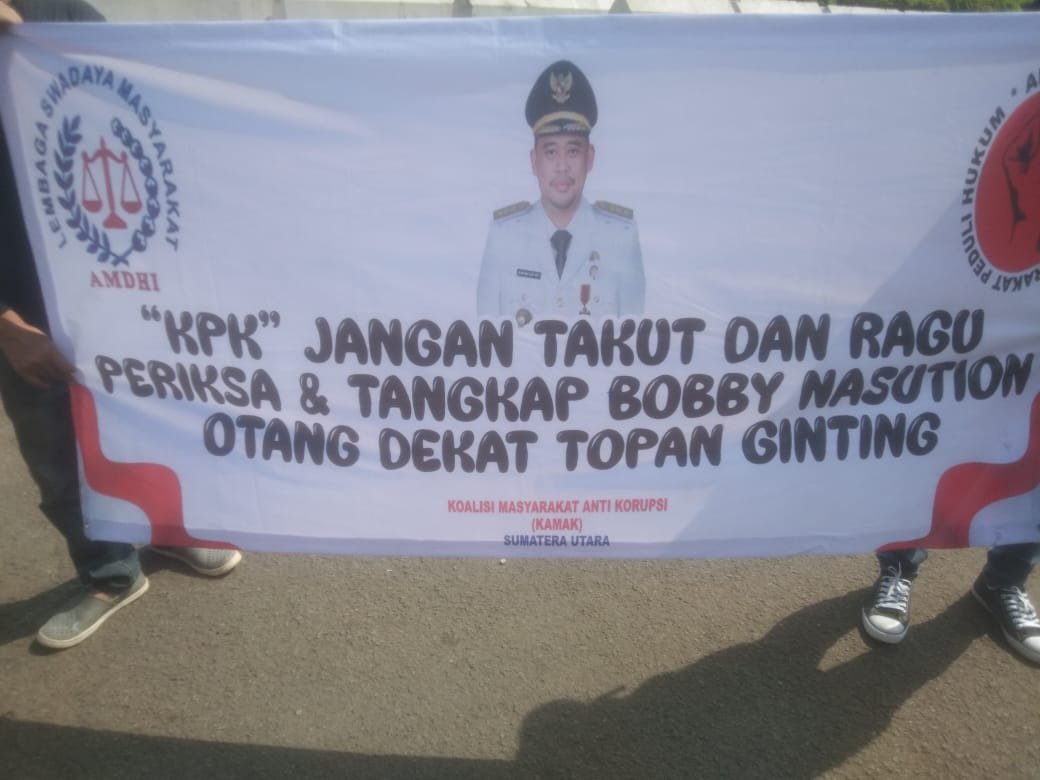 LEMBAGA SWADAYA MASYARAKAT
AMDHI
RAKAT PEDULI HUKUM
"KPK" JANGAN TAKUT DAN RAGU
PERIKSA & TANGKAP BOBBY NASUTION
OTANG DEKAT TOPAN GINTING
KOALISI MASYARAKAT ANTI KORUPSI
(KAMAK)
SUMATERA UTARA